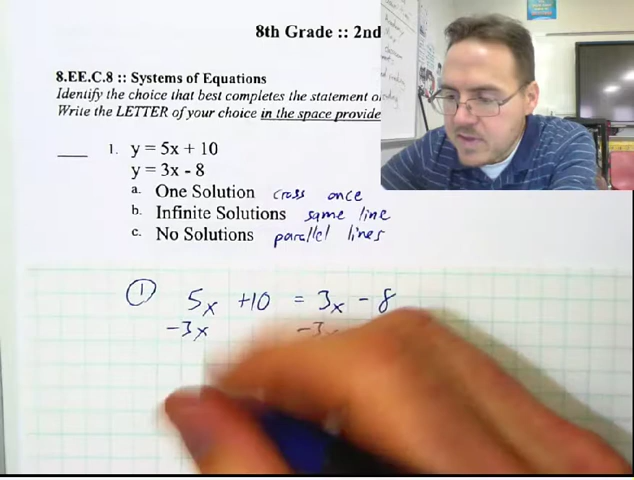 8th Grade :: 2nd
8.EE.C.8 :: Systems of Equations
Identify the choice that best completes the statement
Write the LETTER of your choice in the space provide
____ 1. y = 5x + 10
y = 3x - 8
a. One Solution cross once
b. Infinite Solutions same line
c. No Solutions parallel lines
① 5x +10 = 3x - 8
-3x -3x